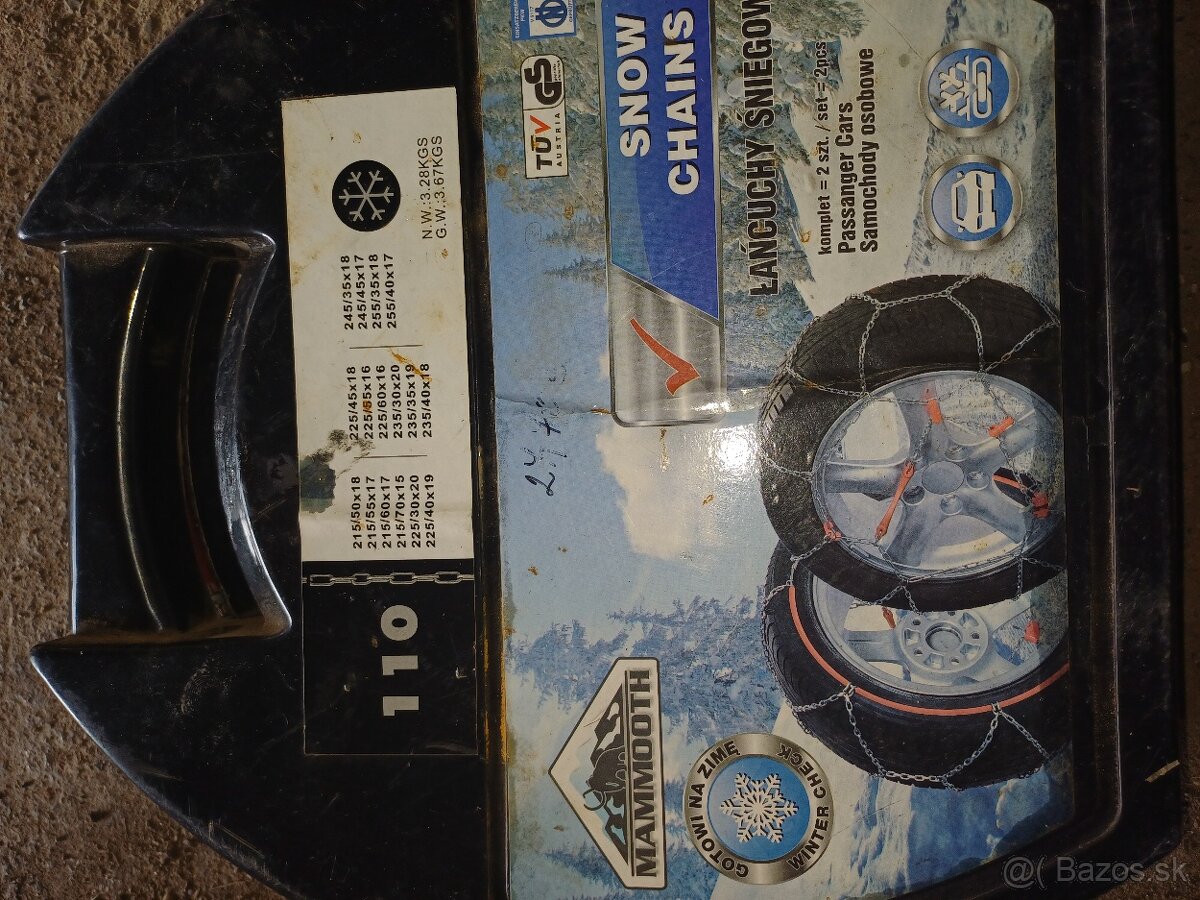 110
215/50x18
215/55x17
215/60x17
215/70x15
225/30x20
225/40x19
225/45x18
225/55x16
225/60x16
235/30x20
235/35x19
235/40x18
245/35x18
245/45x17
255/35x18
255/40x17
N.W.:3.28KGS
G.W.:3.67KGS
TÜV
AUSTRIA
GS
SNOW
CHAINS
ŁAŃCUCHY ŚNIEGOW
komplet = 2 szt. / set = 2pcs
Passanger Cars
Samochody osobowe
MAMMOOTH
GOTOWI NA ZIMĘ
WINTER CHECK
@( Bazos.sk